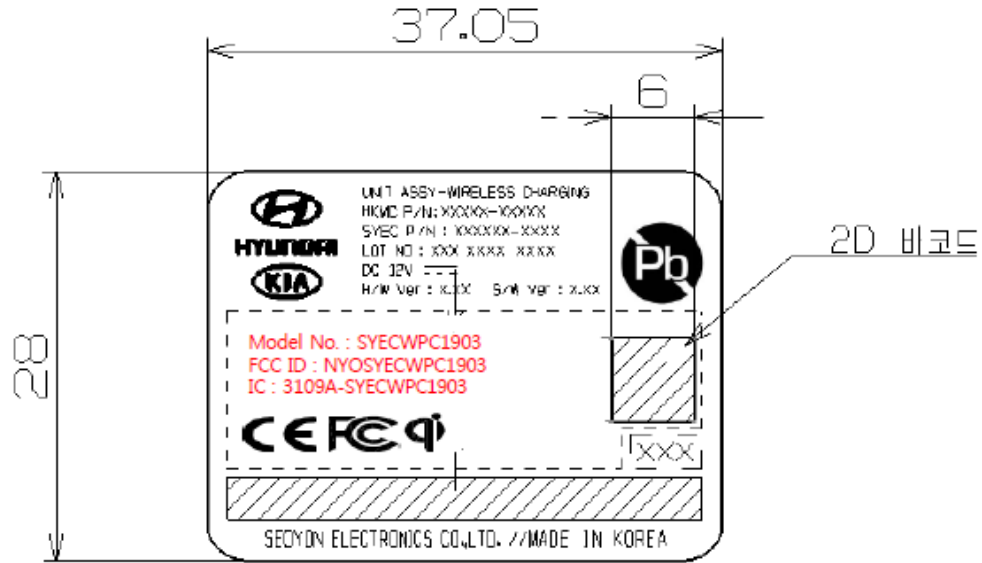 37.05
6
28
2D 바코드
HYUNDAI
KIA
UNIT ASSY-WIRELESS CHARGING
HKMC P/N: XXXXX-XXXXX
SYEC P/N : XXXXXX-XXXX
LOT NO : XXX XXXX XXXX
DC 12V
H/W Ver : X.XX S/W Ver : X.XX
Pb
Model No. : SYECWPC1903
FCC ID : NYOSYECWPC1903
IC : 3109A-SYECWPC1903
CE FC qi
XXX
SEOYON ELECTRONICS CO.,LTD. //MADE IN KOREA